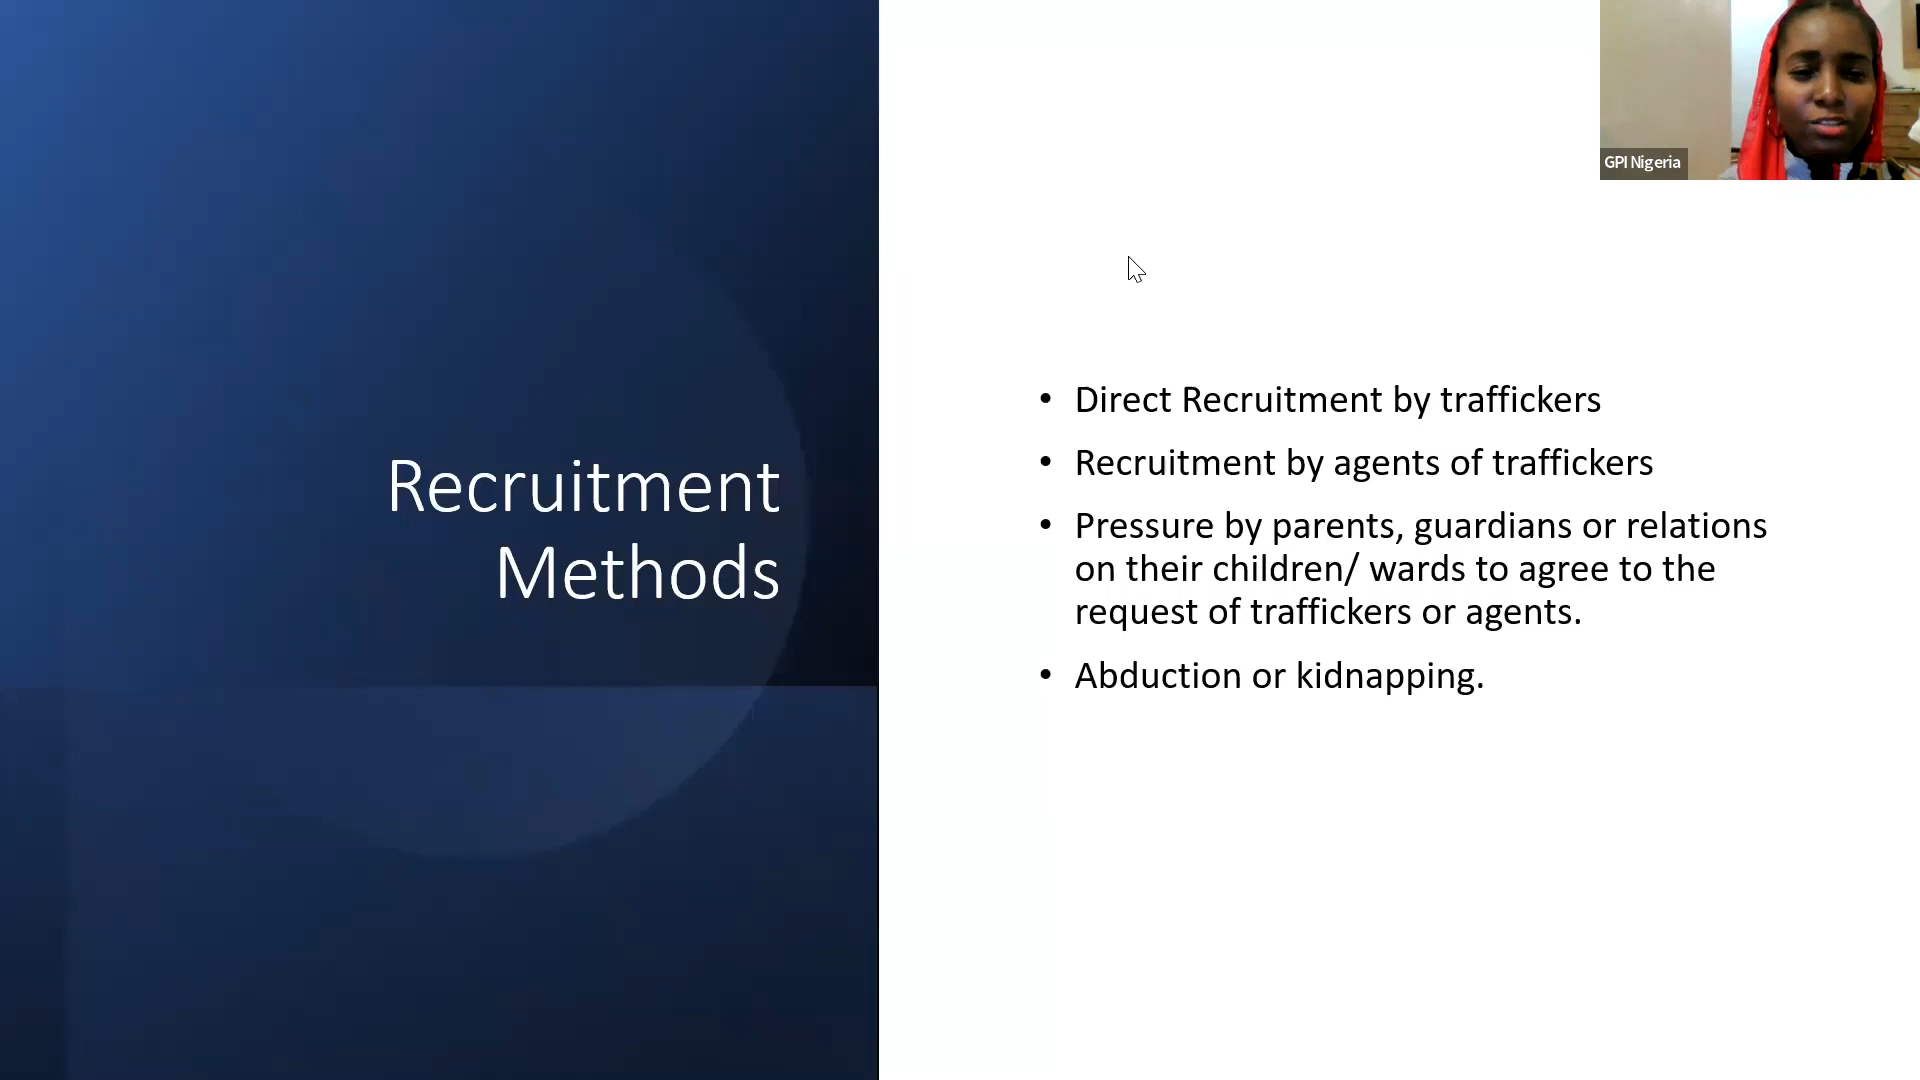 Recruitment
Methods
GPI Nigeria
• Direct Recruitment by traffickers
• Recruitment by agents of traffickers
• Pressure by parents, guardians or relations
on their children/ wards to agree to the
request of traffickers or agents.
• Abduction or kidnapping.